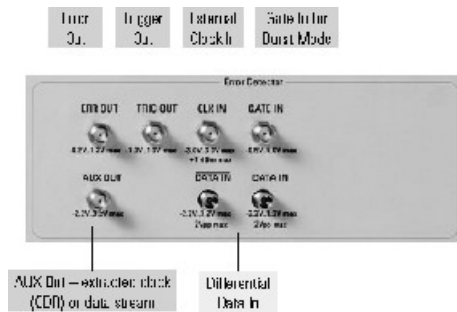 Error Trigger External Gate In for
Out Out Clock In Burst Mode
Error Detector
ERR OUT TRIG OUT CLK IN GATE IN
AUX OUT DATA IN DATA IN
2Vpp max 2Vpp max
AUX Out – extracted clock Differential
(CDR) or data stream Data In